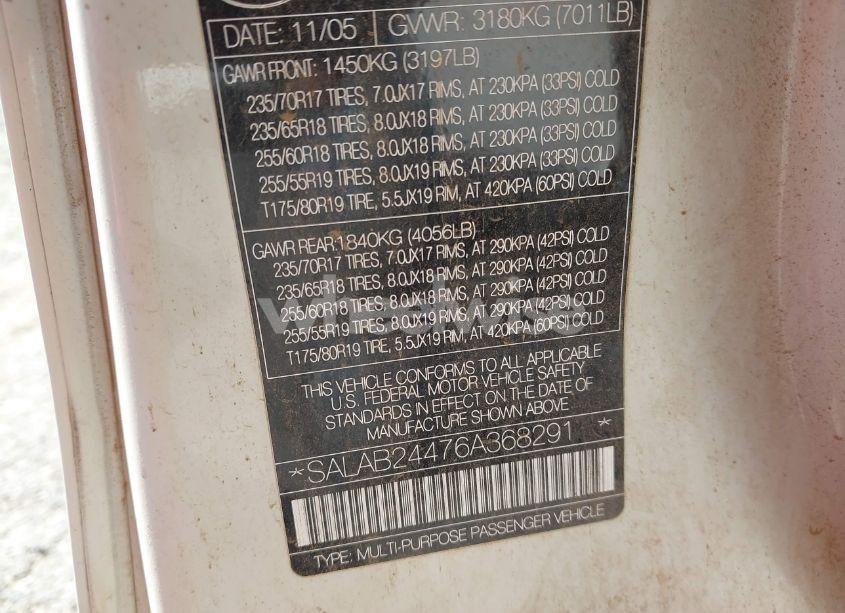 DATE: 11/05 GVWR: 3180KG (7011LB)
GAWR FRONT: 1450KG (3197LB)
235/70R17 TIRES, 7.0JX17 RIMS, AT 230KPA (33PSI) COLD
235/65R18 TIRES, 8.0JX18 RIMS, AT 230KPA (33PSI) COLD
255/60R18 TIRES, 8.0JX18 RIMS, AT 230KPA (33PSI) COLD
255/55R19 TIRES, 8.0JX19 RIMS, AT 230KPA (33PSI) COLD
T175/80R19 TIRE, 5.5JX19 RIM, AT 420KPA (60PSI) COLD
GAWR REAR: 1840KG (4056LB)
235/70R17 TIRES, 7.0JX17 RIMS, AT 290KPA (42PSI) COLD
235/65R18 TIRES, 8.0JX18 RIMS, AT 290KPA (42PSI) COLD
255/60R18 TIRES, 8.0JX18 RIMS, AT 290KPA (42PSI) COLD
255/55R19 TIRES, 8.0JX19 RIMS, AT 290KPA (42PSI) COLD
T175/80R19 TIRE, 5.5JX19 RIM, AT 420KPA (60PSI) COLD
THIS VEHICLE CONFORMS TO ALL APPLICABLE
U.S. FEDERAL MOTOR VEHICLE SAFETY
STANDARDS IN EFFECT ON THE DATE OF
MANUFACTURE SHOWN ABOVE
*SALAB24476A368291 *
TYPE: MULTI-PURPOSE PASSENGER VEHICLE